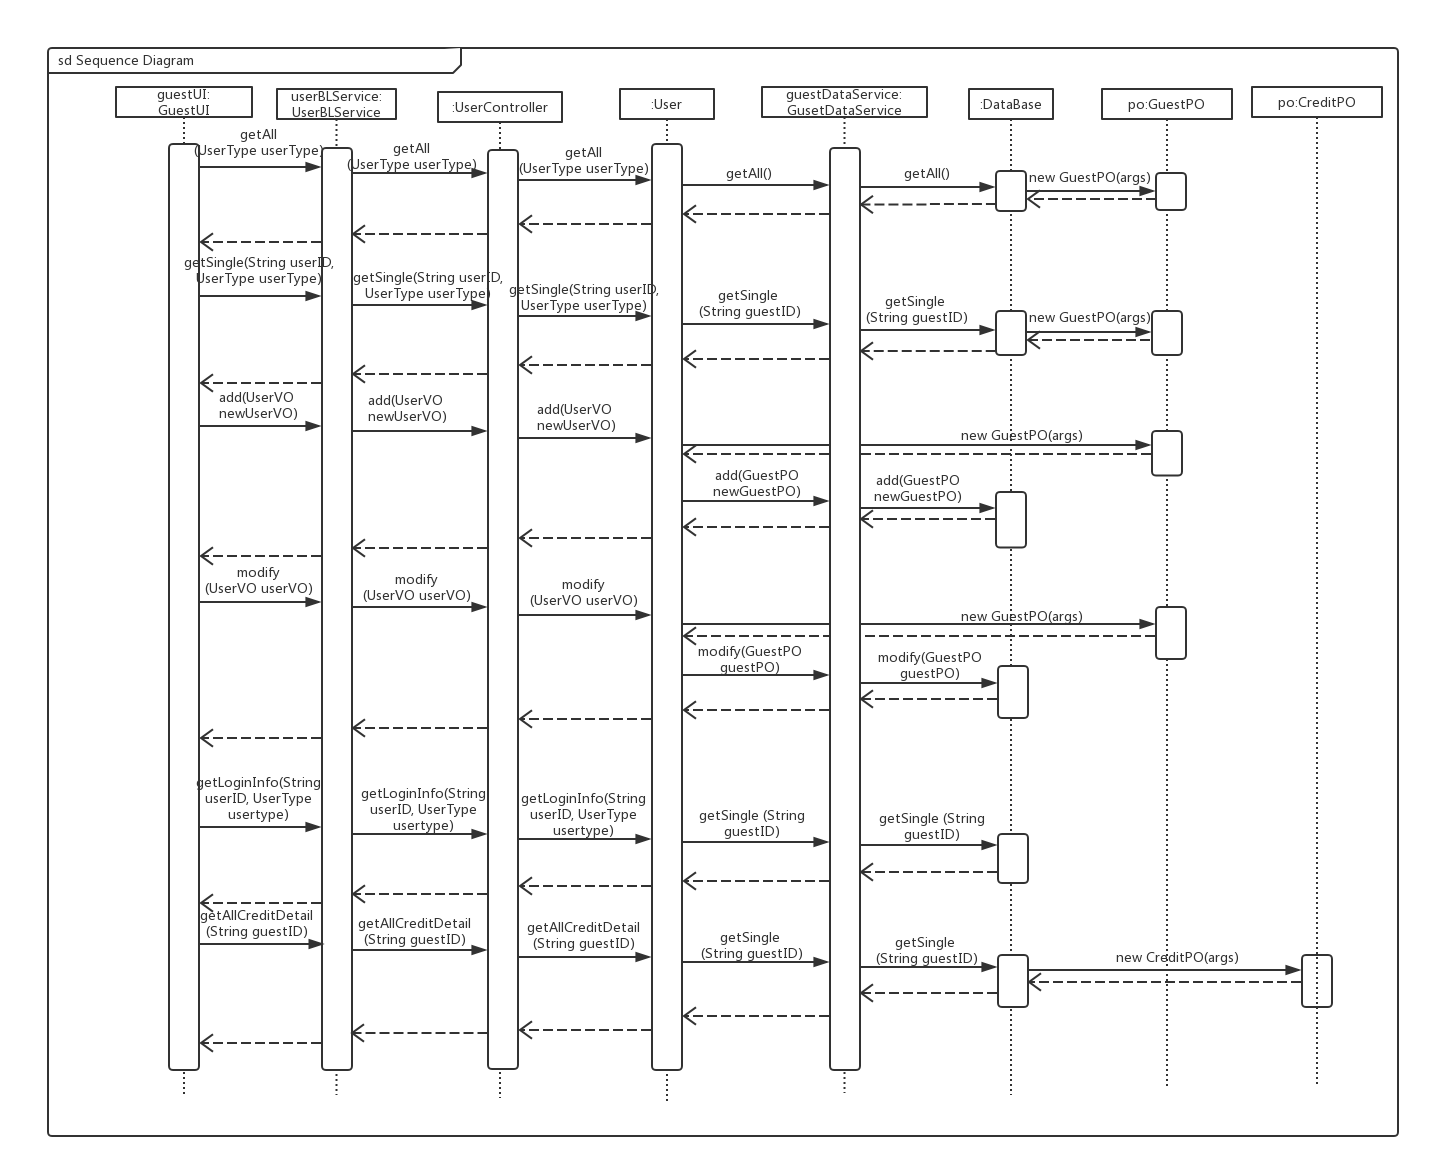 sd Sequence Diagram
guestUI:
GuestUI
userBLService:
UserBLService
:UserController
:User
guestDataService:
GusetDataService
:DataBase
po:GuestPO
po:CreditPO
getAll
(UserType userType)
getAll
(UserType userType)
getAll
(UserType userType)
getAll()
getAll()
new GuestPO(args)
getSingle(String userID,
UserType userType)
getSingle(String userID,
UserType userType)
getSingle(String userID,
UserType userType)
getSingle
(String guestID)
getSingle
(String guestID)
new GuestPO(args)
add(UserVO
newUserVO)
add(UserVO
newUserVO)
add(UserVO
newUserVO)
new GuestPO(args)
add(GuestPO
newGuestPO)
add(GuestPO
newGuestPO)
modify
(UserVO userVO)
modify
(UserVO userVO)
modify
(UserVO userVO)
new GuestPO(args)
modify(GuestPO
guestPO)
modify(GuestPO
guestPO)
getLoginInfo(String
userID, UserType
usertype)
getLoginInfo(String
userID, UserType
usertype)
getLoginInfo(String
userID, UserType
usertype)
getSingle (String
guestID)
getSingle (String
guestID)
getAllCreditDetail
(String guestID)
getAllCreditDetail
(String guestID)
getAllCreditDetail
(String guestID)
getSingle
(String guestID)
getSingle
(String guestID)
new CreditPO(args)